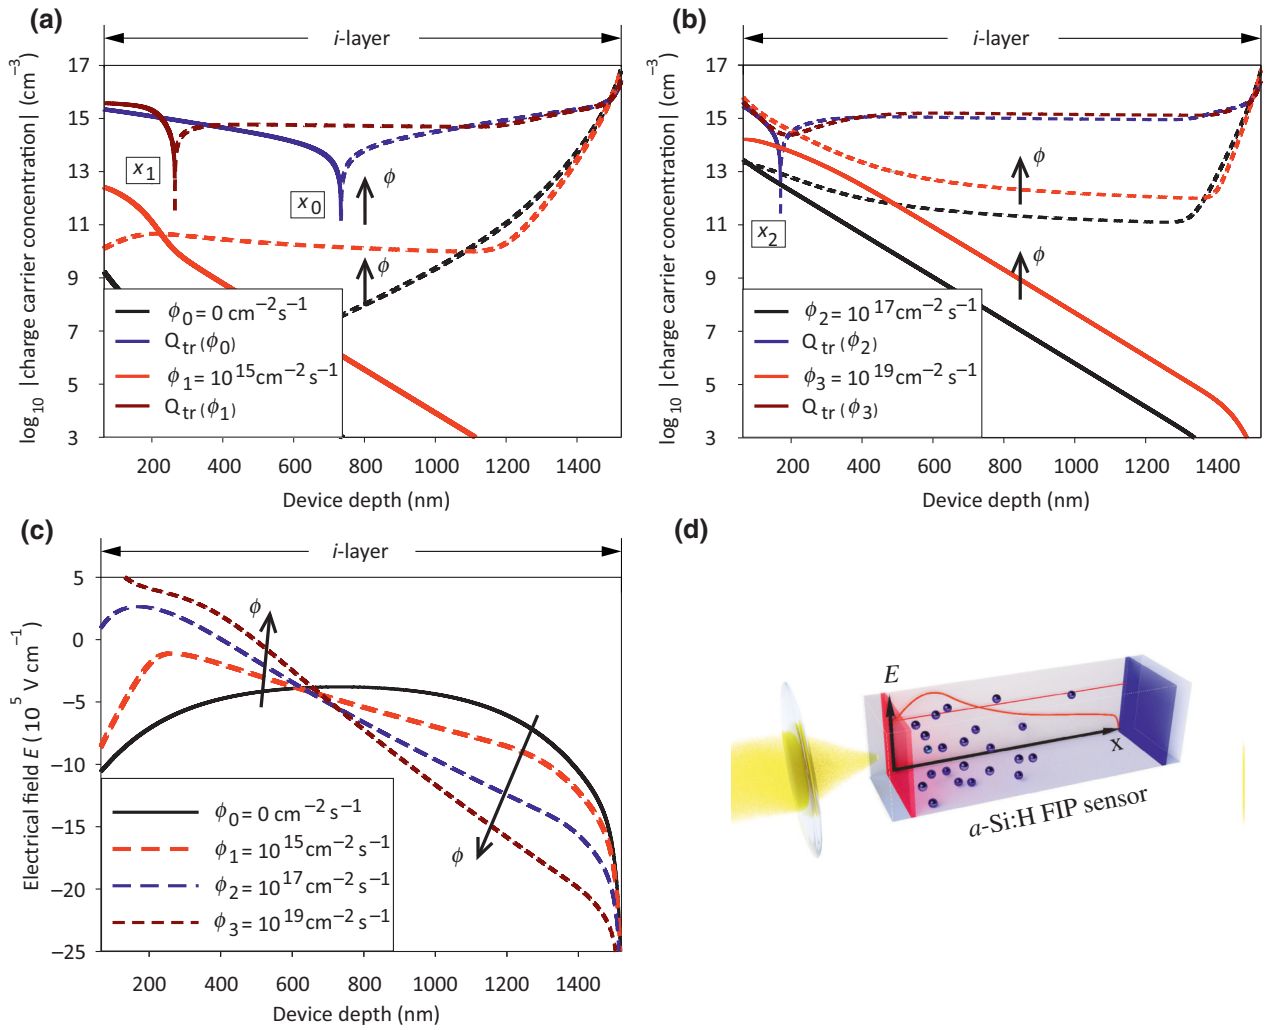 (a)
i-layer
log10 |charge carrier concentration| (cm−3)
17
15
13
11
9
7
5
3
x1
x0
ϕ
ϕ
ϕ0 = 0 cm−2 s−1
Qtr (ϕ0)
ϕ1 = 10 15 cm−2 s−1
Qtr (ϕ1)
200 400 600 800 1000 1200 1400
Device depth (nm)
(b)
i-layer
log10 |charge carrier concentration| (cm−3)
17
15
13
11
9
7
5
3
x2
ϕ
ϕ
ϕ2 = 10 17 cm−2 s−1
Qtr (ϕ2)
ϕ3 = 10 19 cm−2 s−1
Qtr (ϕ3)
200 400 600 800 1000 1200 1400
Device depth (nm)
(c)
i-layer
Electrical field E ( 10 5 V cm−1)
5
0
−5
−10
−15
−20
−25
ϕ
ϕ
ϕ0 = 0 cm−2 s−1
ϕ1 = 10 15 cm−2 s−1
ϕ2 = 10 17 cm−2 s−1
ϕ3 = 10 19 cm−2 s−1
200 400 600 800 1000 1200 1400
Device depth (nm)
(d)
E
x
a-Si:H FIP sensor